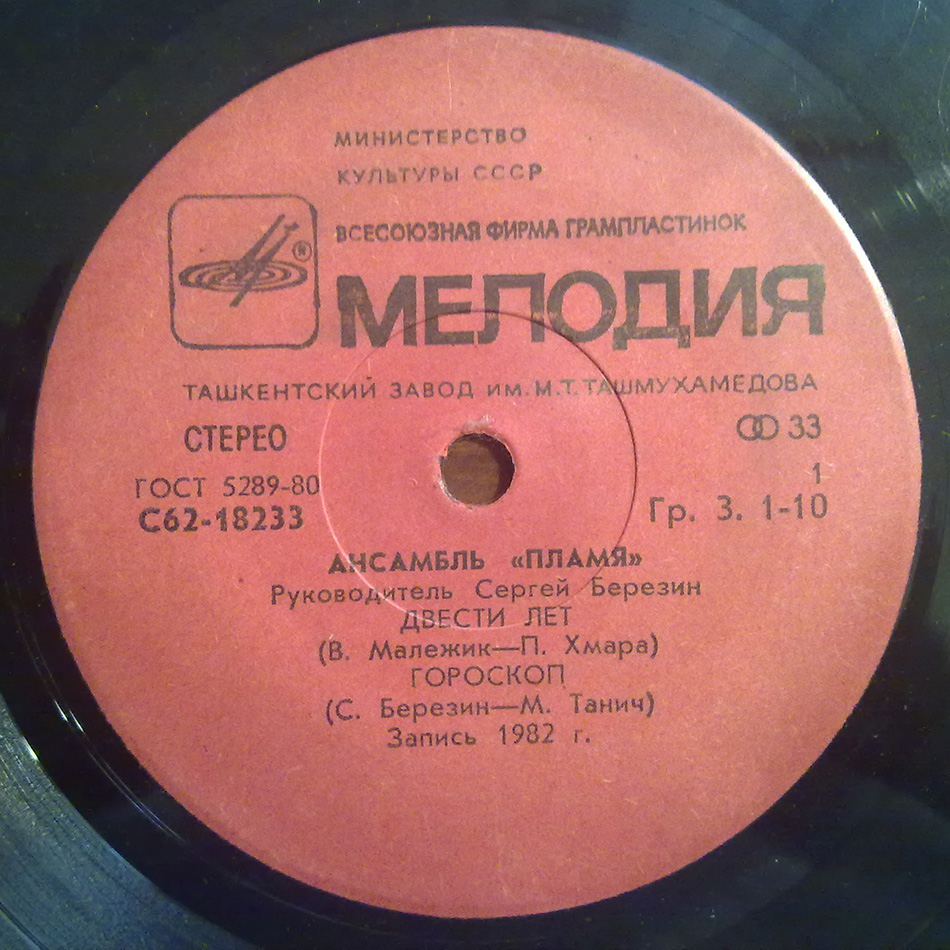 МИНИСТЕРСТВО
КУЛЬТУРЫ СССР
ВСЕСОЮЗНАЯ ФИРМА ГРАМПЛАСТИНОК
®
МЕЛОДИЯ
ТАШКЕНТСКИЙ ЗАВОД ИМ. М. Т. ТАШМУХАМЕДОВА
СТЕРЕО
33
ГОСТ 5289-80
1
С62-18233
Гр. 3. 1-10
АНСАМБЛЬ «ПЛАМЯ»
Руководитель Сергей Березин
ДВЕСТИ ЛЕТ
(В. Малежик—П. Хмара)
ГОРОСКОП
(С. Березин—М. Танич)
Запись 1982 г.